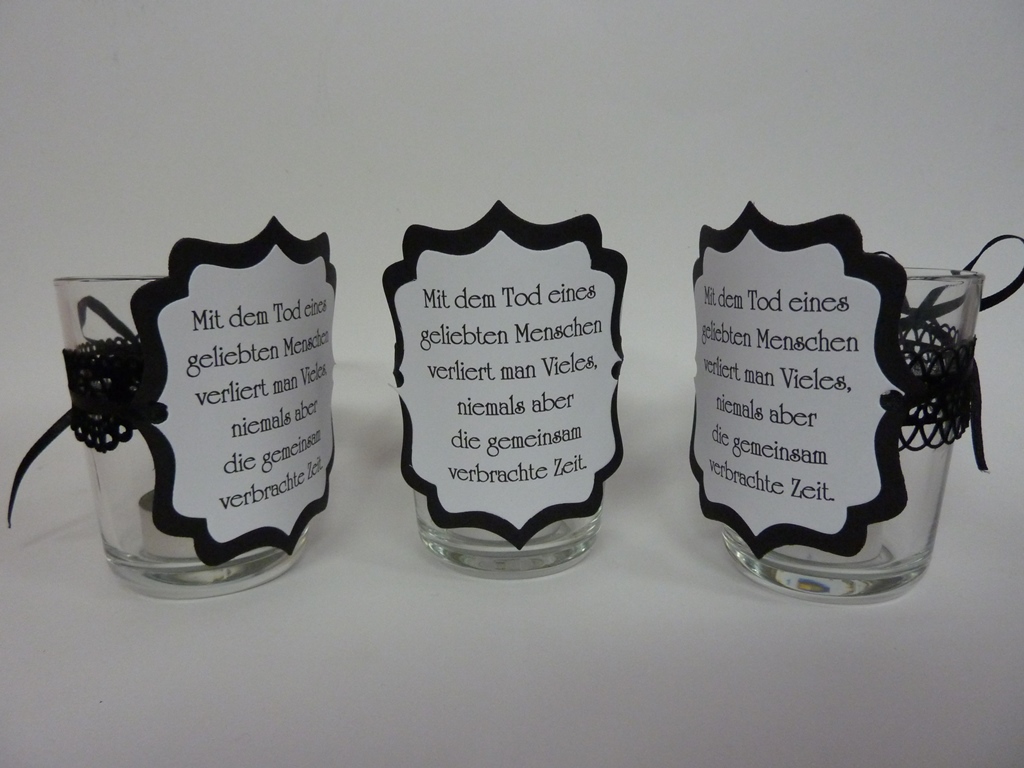 Mit dem Tod eines
geliebten Menschen
verliert man Vieles,
niemals aber
die gemeinsam
verbrachte Zeit.
Mit dem Tod eines
geliebten Menschen
verliert man Vieles,
niemals aber
die gemeinsam
verbrachte Zeit.
Mit dem Tod eines
geliebten Menschen
verliert man Vieles,
niemals aber
die gemeinsam
verbrachte Zeit.